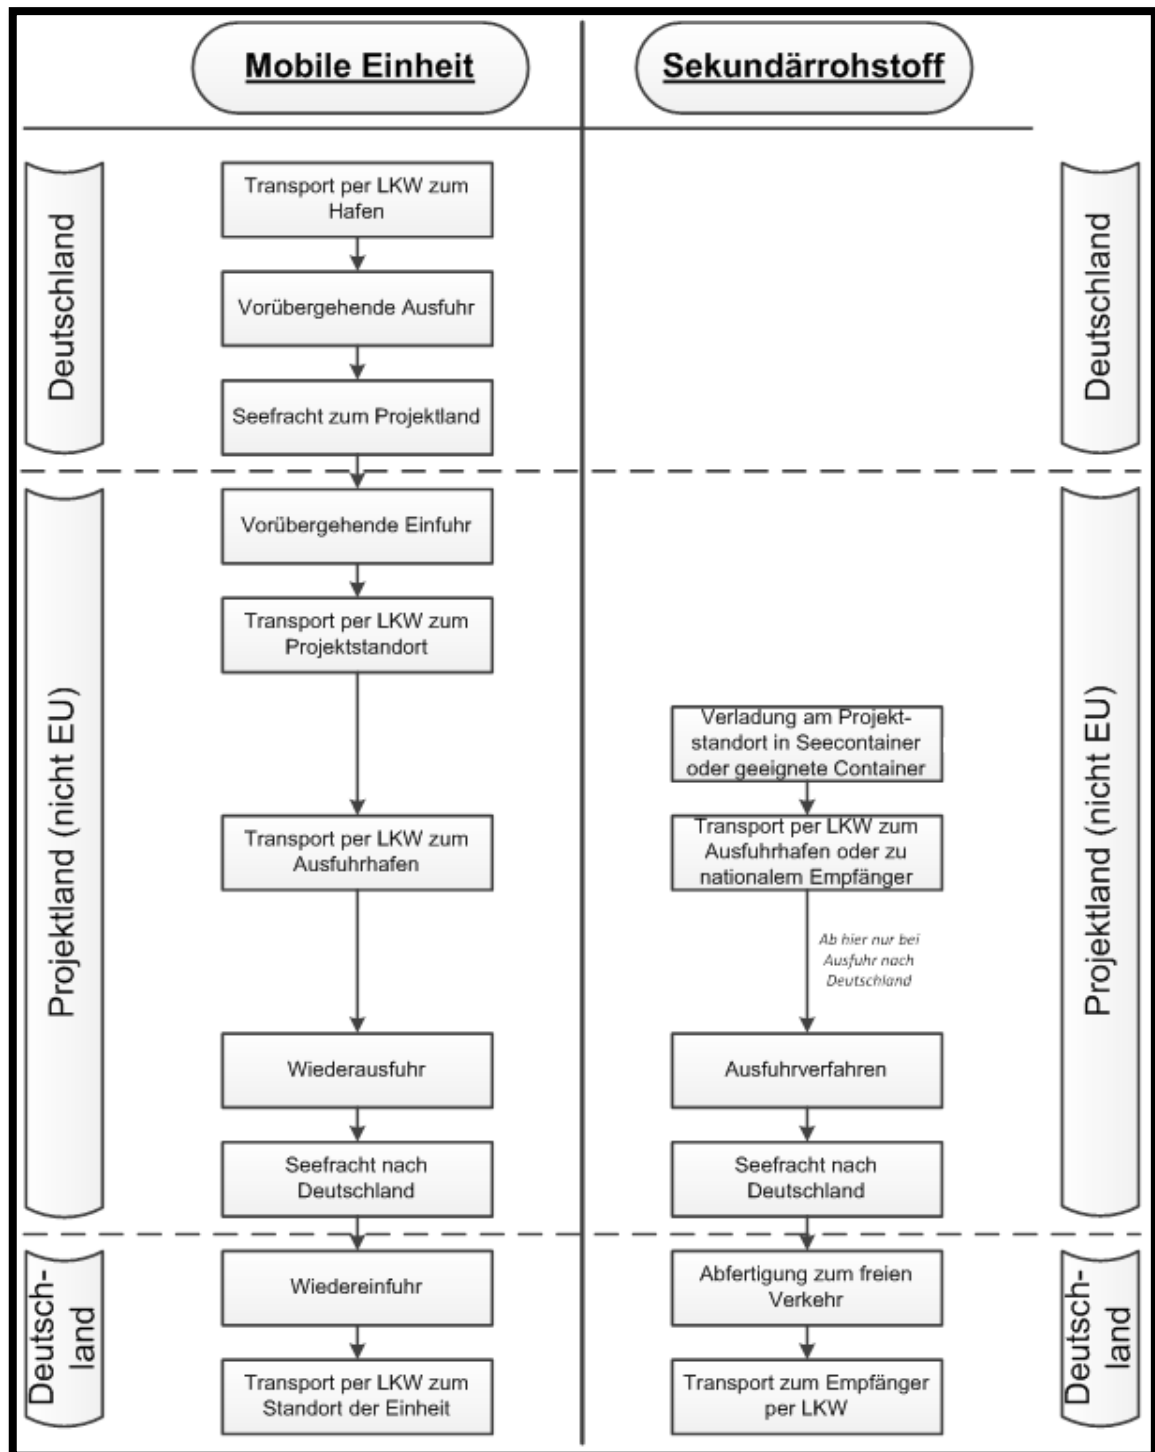 Mobile Einheit
Sekundärrohstoff
Deutschland
Transport per LKW zum
Hafen
Vorübergehende Ausfuhr
Seefracht zum Projektland
Deutschland
Projektland (nicht EU)
Vorübergehende Einfuhr
Transport per LKW zum
Projektstandort
Transport per LKW zum
Ausfuhrhafen
Wiederausfuhr
Seefracht nach
Deutschland
Verladung am Projekt-
standort in Seecontainer
oder geeignete Container
Transport per LKW zum
Ausfuhrhafen oder zu
nationalem Empfänger
Ab hier nur bei
Ausfuhr nach
Deutschland
Ausfuhrverfahren
Seefracht nach
Deutschland
Projektland (nicht EU)
Deutsch-
land
Wiedereinfuhr
Transport per LKW zum
Standort der Einheit
Abfertigung zum freien
Verkehr
Transport zum Empfänger
per LKW
Deutsch-
land